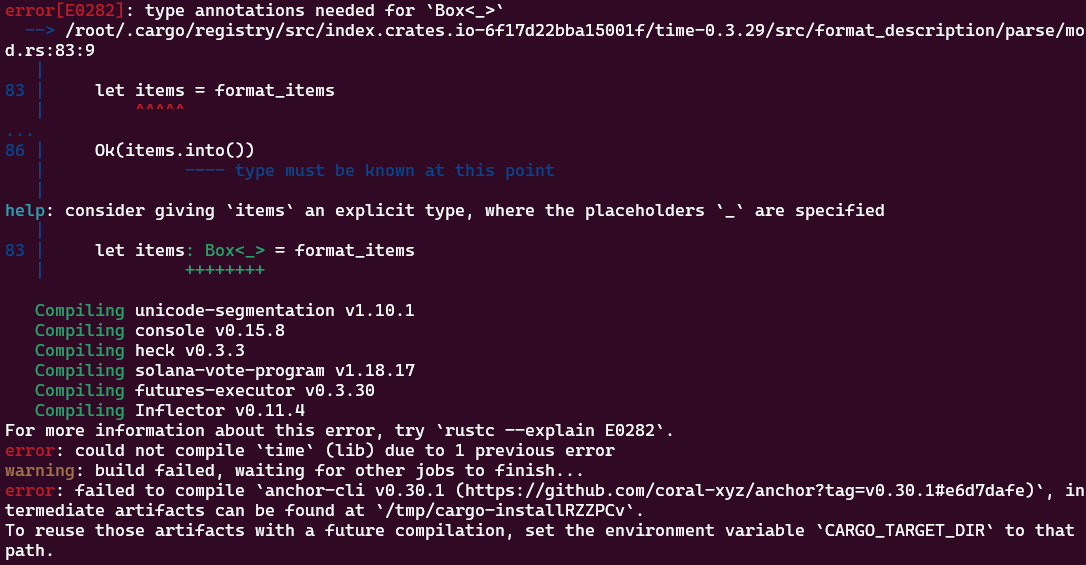 error[E0282]: type annotations needed for `Box<_>`
  --> /root/.cargo/registry/src/index.crates.io-6f17d22bba15001f/time-0.3.29/src/format_description/parse/mo
d.rs:83:9
   |
83 |     let items = format_items
   |         ^^^^^
...
86 |     Ok(items.into())
   |              ---- type must be known at this point
   |
help: consider giving `items` an explicit type, where the placeholders `_` are specified
   |
83 |     let items: Box<_> = format_items
   |              ++++++++
   Compiling unicode-segmentation v1.10.1
   Compiling console v0.15.8
   Compiling heck v0.3.3
   Compiling solana-vote-program v1.18.17
   Compiling futures-executor v0.3.30
   Compiling Inflector v0.11.4
For more information about this error, try `rustc --explain E0282`.
error: could not compile `time` (lib) due to 1 previous error
warning: build failed, waiting for other jobs to finish...
error: failed to compile `anchor-cli v0.30.1 (https://github.com/coral-xyz/anchor?tag=v0.30.1#e6d7dafe)`, in
termediate artifacts can be found at `/tmp/cargo-installRZZPCv`.
To reuse those artifacts with a future compilation, set the environment variable `CARGO_TARGET_DIR` to that
path.